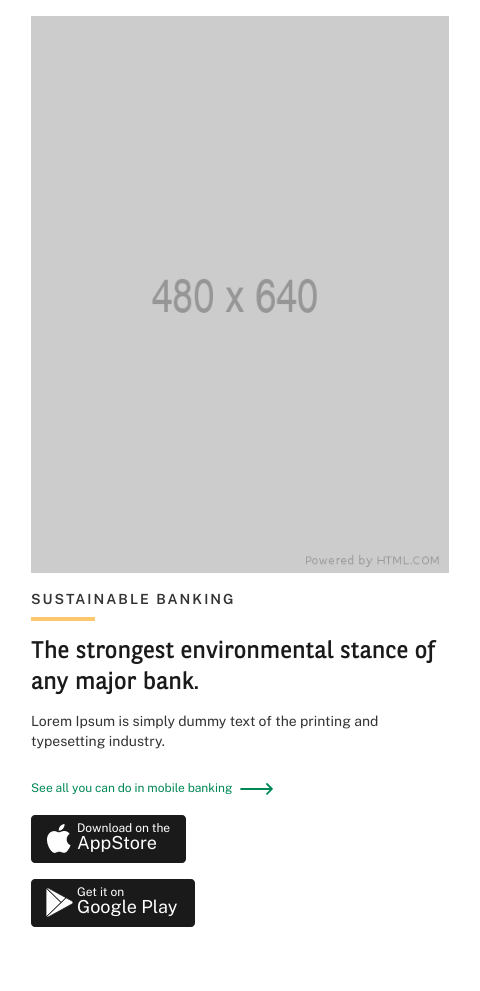 480 x 640
Powered by HTML.COM
SUSTAINABLE BANKING
The strongest environmental stance of
any major bank.
Lorem Ipsum is simply dummy text of the printing and
typesetting industry.
See all you can do in mobile banking
Download on the
AppStore
Get it on
Google Play